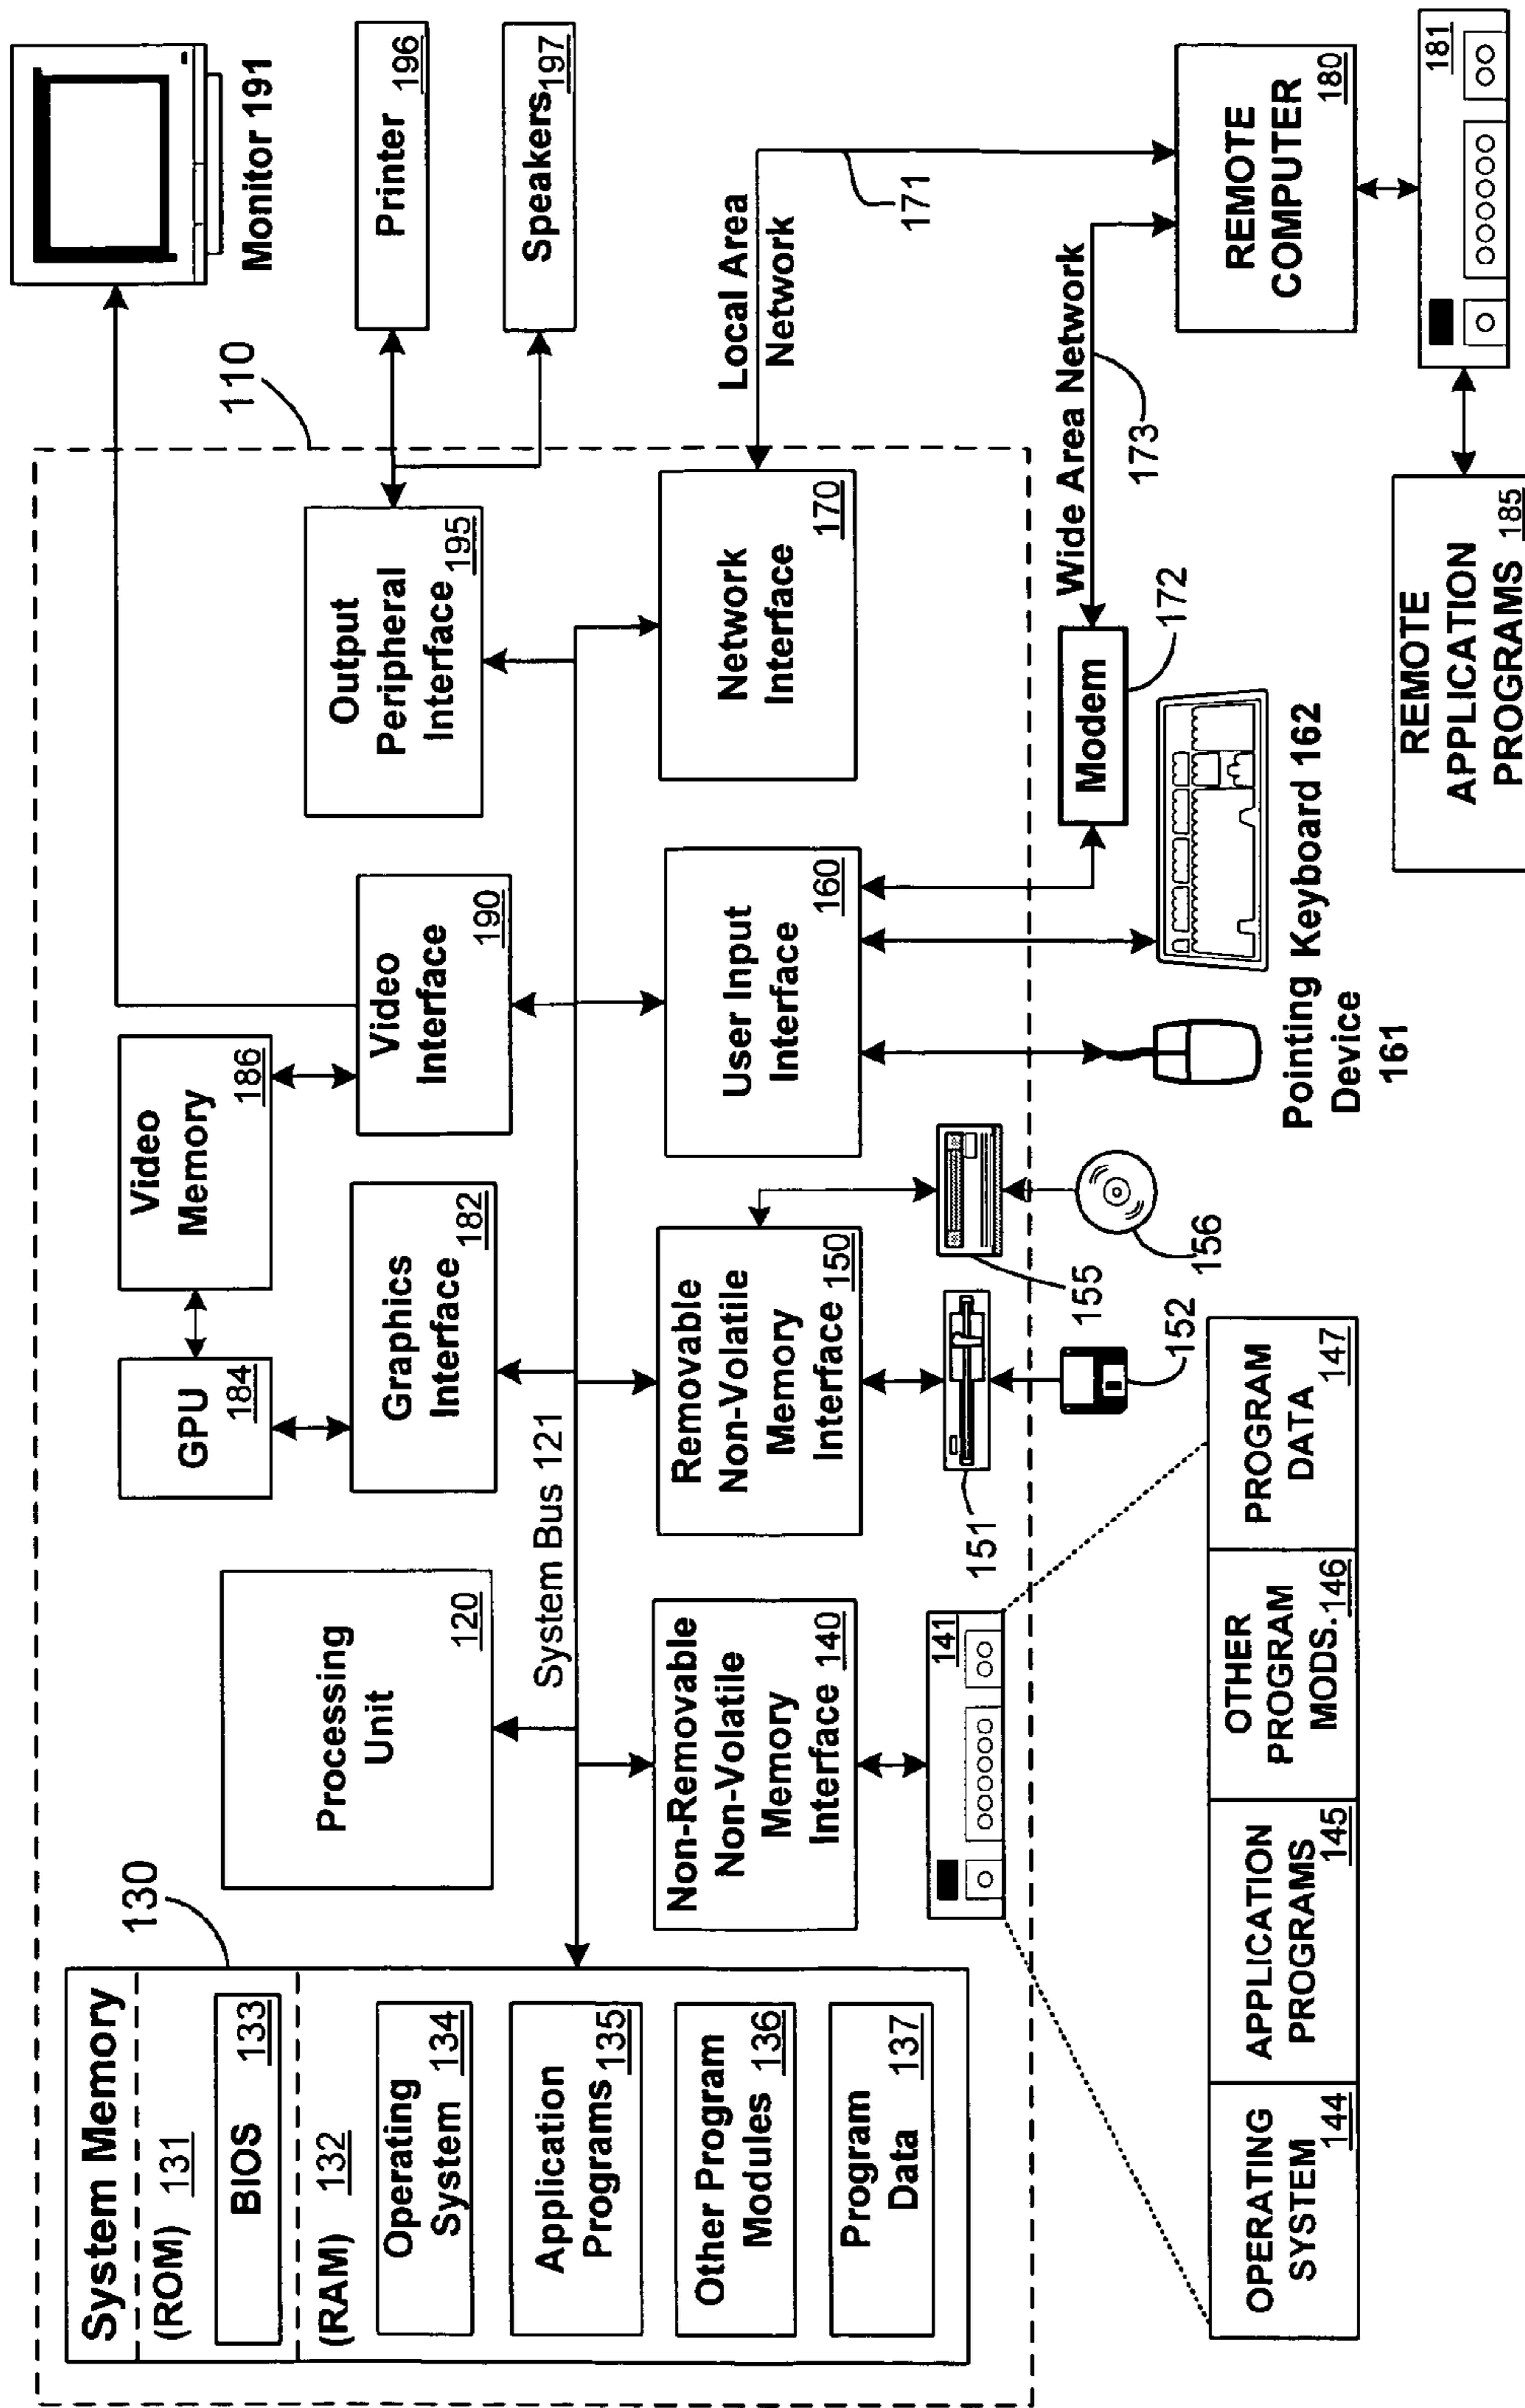 System Memory
(ROM) 131
BIOS 133
(RAM) 132
Operating
System 134
Application
Programs 135
Other Program
Modules 136
Program
Data 137
130
Processing
Unit
120
System Bus 121
GPU
184
Video
Memory
186
Graphics
Interface
182
Video
Interface
190
Output
Peripheral
Interface 195
110
Monitor 191
Printer
196
Speakers 197
Non-Removable
Non-Volatile
Memory
Interface 140
Removable
Non-Volatile
Memory
Interface 150
User Input
Interface
160
Network
Interface
170
Local Area
Network
171
141
151
152
155
156
Modem
172
Wide Area Network
173
Pointing
Device
161
Keyboard 162
REMOTE
COMPUTER
180
181
REMOTE
APPLICATION
PROGRAMS 185
OPERATING
SYSTEM 144
APPLICATION
PROGRAMS 145
OTHER
PROGRAM
MODS. 146
PROGRAM
DATA 147